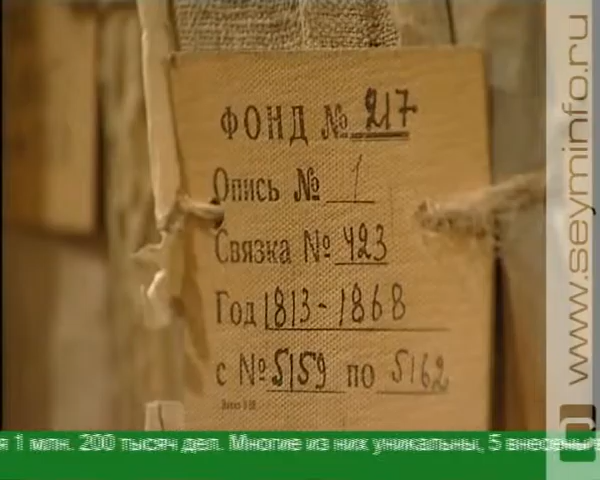 ФОНД № 217
Опись № 1
Связка № 423
Год 1813-1868
с № 5159 по 5162
я 1 млн. 200 тысяч дел. Многие из них уникальны, 5 внесены
www.seyminfo.ru